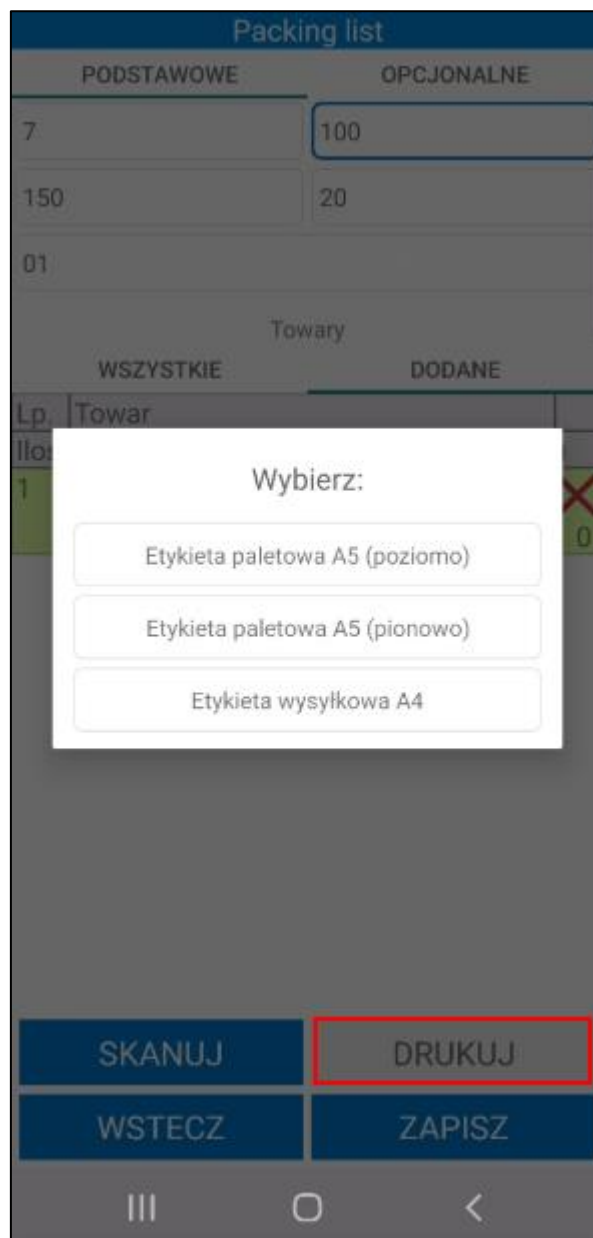 Packing list
PODSTAWOWE OPCJONALNE
7 100
150 20
01
Towary
WSZYSTKIE DODANE
Lp. Towar
1
0
Wybierz:
Etykieta paletowa A5 (poziomo)
Etykieta paletowa A5 (pionowo)
Etykieta wysyłkowa A4
SKANUJ DRUKUJ
WSTECZ ZAPISZ